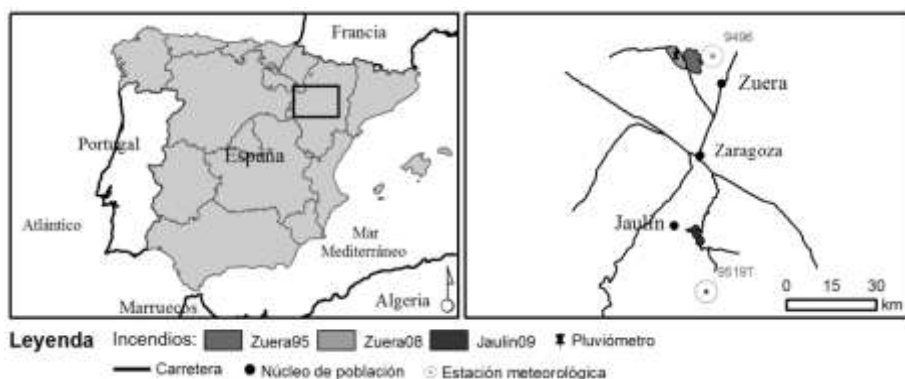 Francia
Portugal
España
Atlántico
Mar
Mediterráneo
Marruecos
Algeria
9496
Zuera
Zaragoza
Jaulín
9519T
0 15 30
km
Leyenda Incendios: Zuera95 Zuera08 Jaulin09 Pluviómetro
Carretera Núcleo de población Estación meteorológica